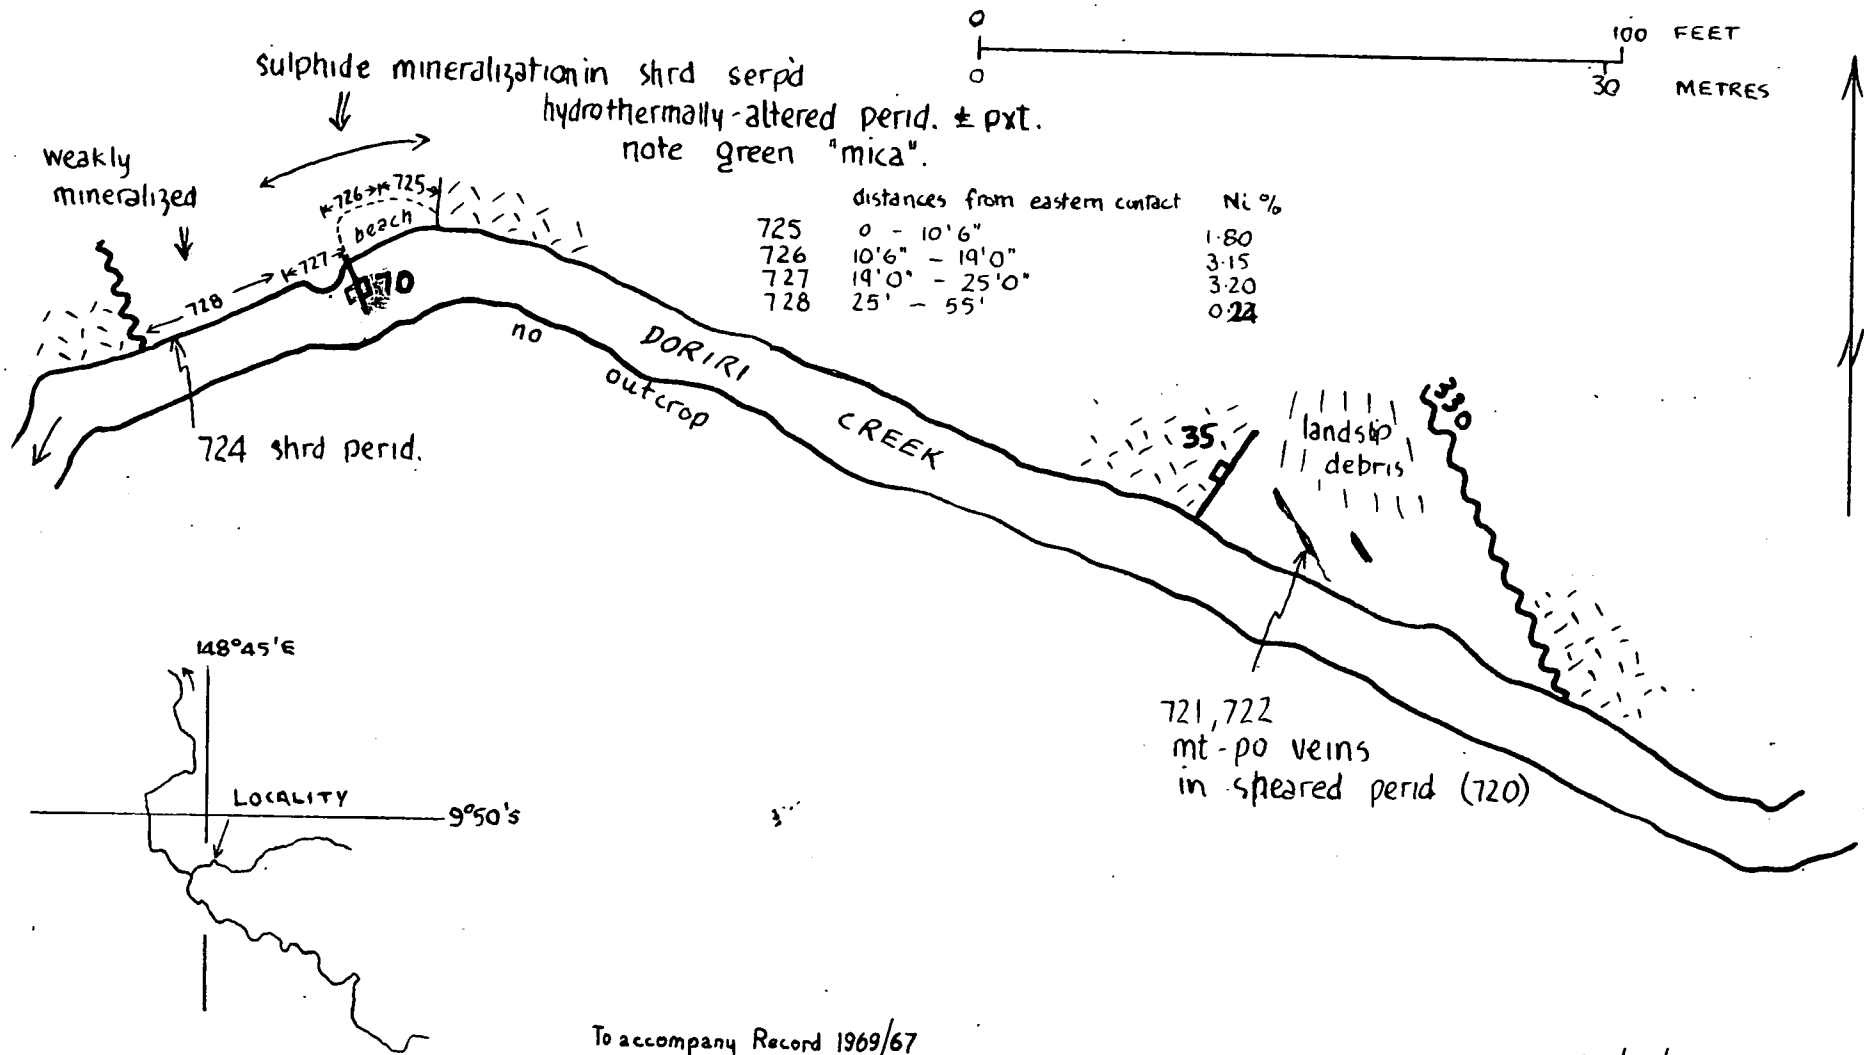 0 100 FEET
0 30 METRES
sulphide mineralization in shrd serp'd
hydrothermally-altered perid. ± pxt.
note green "mica".
weakly
mineralized
726 725
beach
727
728
70
distances from eastern contact Ni %
725 0 - 10'6" 1.80
726 10'6" - 19'0" 3.15
727 19'0" - 25'0" 3.20
728 25' - 55'
724 shrd perid.
no
outcrop
DORIRI
CREEK
35
landslip
debris
330
721, 722
mt-po veins
in sheared perid (720)
148°45'E
LOCALITY
9°50's
To accompany Record 1969/67